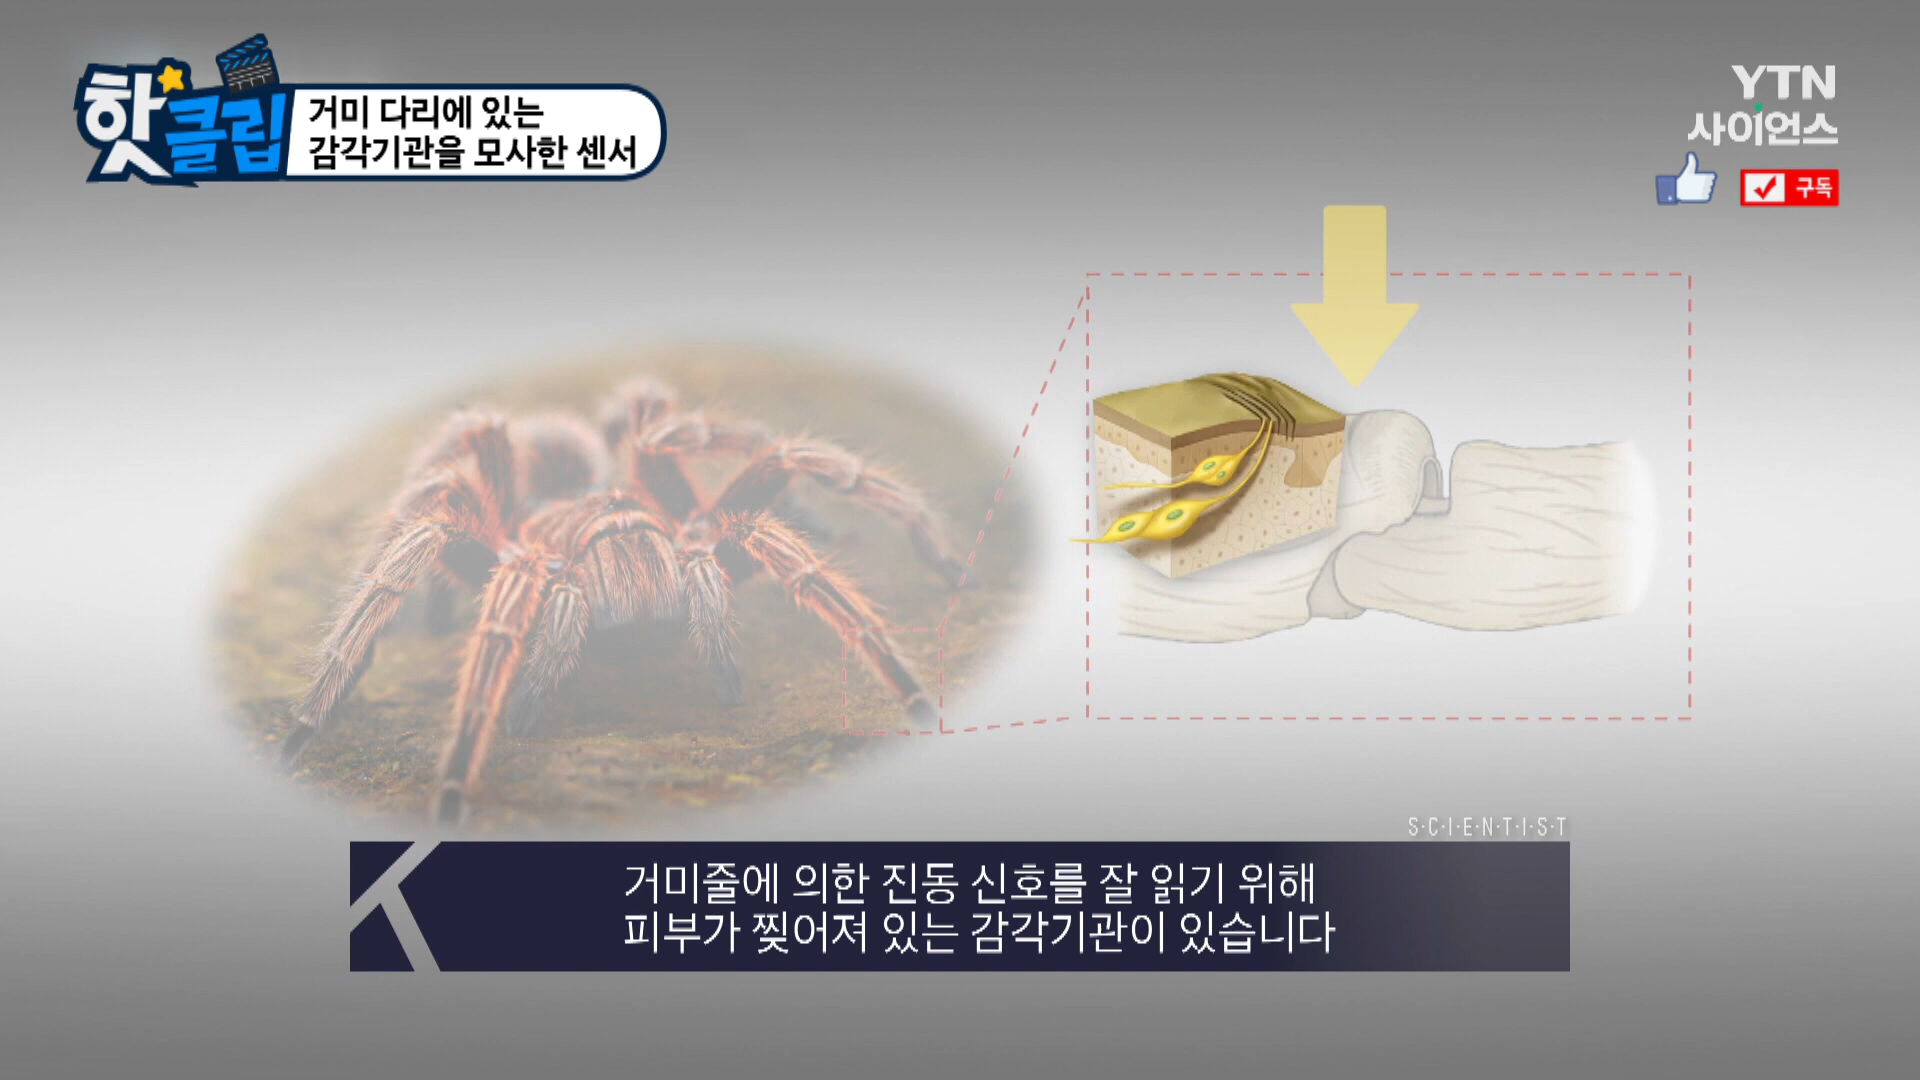 핫클립
거미 다리에 있는
감각기관을 모사한 센서
YTN
사이언스
구독
S·C·I·E·N·T·I·S·T
거미줄에 의한 진동 신호를 잘 읽기 위해
피부가 찢어져 있는 감각기관이 있습니다